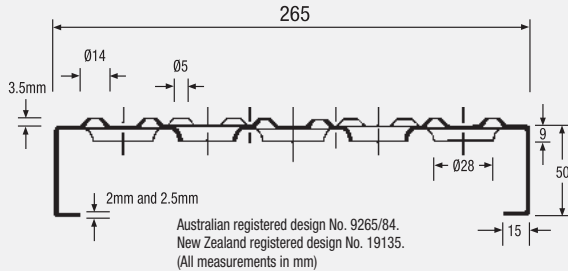 265
Ø14
Ø5
3.5mm
9
Ø28
50
2mm and 2.5mm
15
Australian registered design No. 9265/84.
New Zealand registered design No. 19135.
(All measurements in mm)